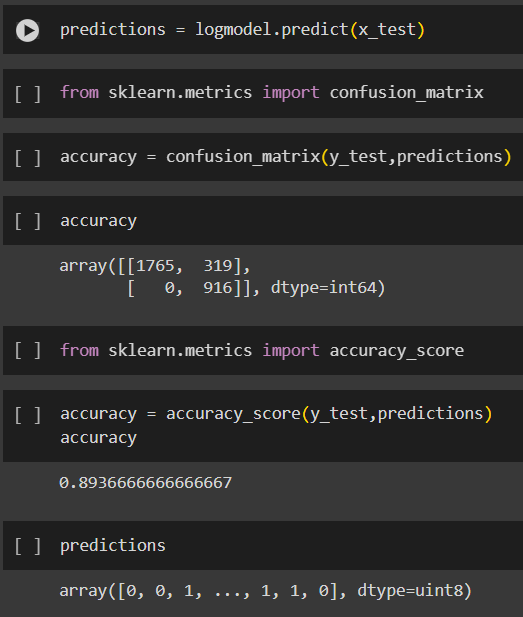 predictions = logmodel.predict(x_test)
[ ] from sklearn.metrics import confusion_matrix
[ ] accuracy = confusion_matrix(y_test,predictions)
[ ] accuracy
array([[1765,  319],
       [   0,  916]], dtype=int64)
[ ] from sklearn.metrics import accuracy_score
[ ] accuracy = accuracy_score(y_test,predictions)
accuracy
0.8936666666666667
[ ] predictions
array([0, 0, 1, ..., 1, 1, 0], dtype=uint8)